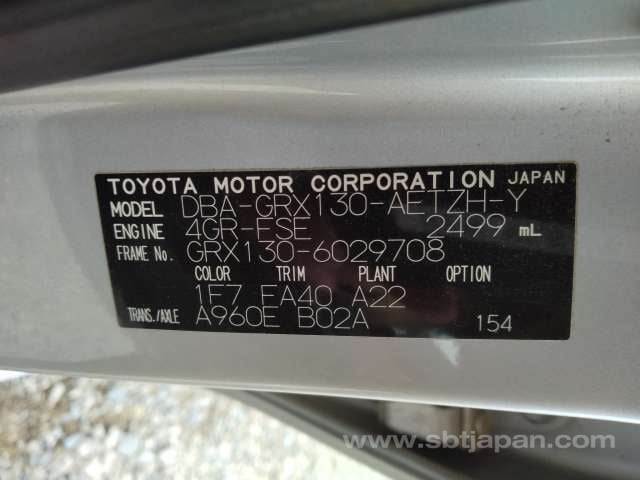 TOYOTA MOTOR CORPORATION JAPAN
MODEL DBA-GRX130-AETZH-Y
ENGINE 4GR-FSE 2499 mL
FRAME No. GRX130-6029708
COLOR TRIM PLANT OPTION
1F7 FA40 A22
TRANS./AXLE A960E B02A 154
www.sbtjapan.com